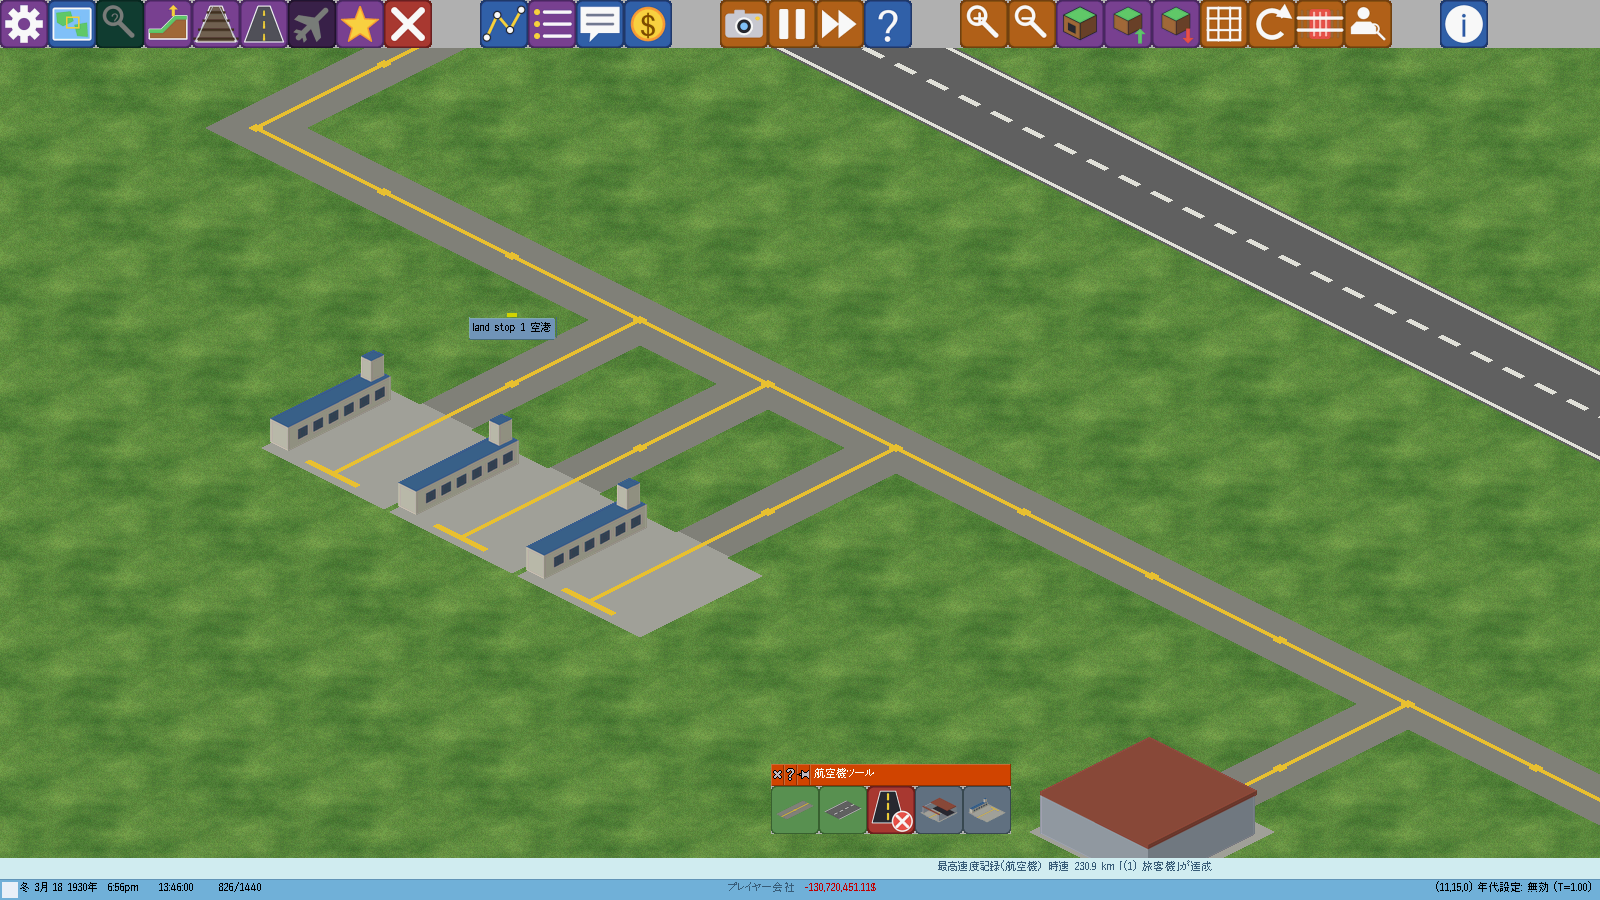 land stop 1 空港
航空機ツール
最高速度記録(航空機) 時速 230.9 km「(1) 旅客機」が達成
冬 3月 18 1930年 6:56pm 13:46:00 826/1440 プレイヤー会社 -130,720,451.11$ (11,15,0) 年代設定: 無効 (T=1.00)